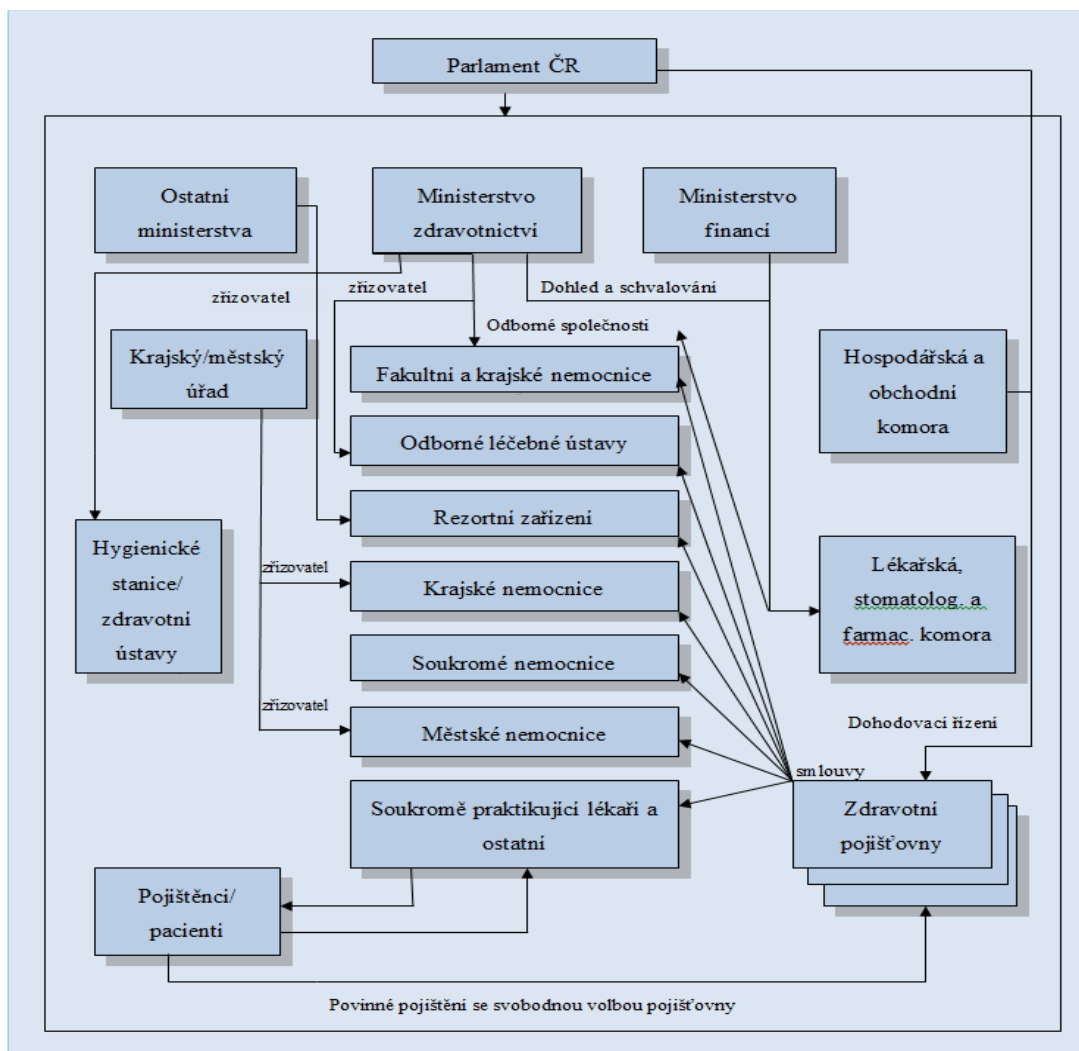 Parlament ČR
Ostatní
ministerstva
Ministerstvo
zdravotnictví
Ministerstvo
financí
zřizovatel
zřizovatel
Dohled a schvalování
Odborné společnosti
Krajský/městský
úřad
Fakultní a krajské nemocnice
Hospodářská a
obchodní
komora
Odborné léčebné ústavy
Rezortní zařízení
Hygienické
stanice/
zdravotní
ústavy
zřizovatel
Krajské nemocnice
Lékařská,
stomatolog. a
farmac. komora
Soukromé nemocnice
zřizovatel
Městské nemocnice
Dohodovací řízení
smlouvy
Soukromě praktikující lékaři a
ostatní
Zdravotní
pojišťovny
Pojištěnci/
pacienti
Povinné pojištění se svobodnou volbou pojišťovny